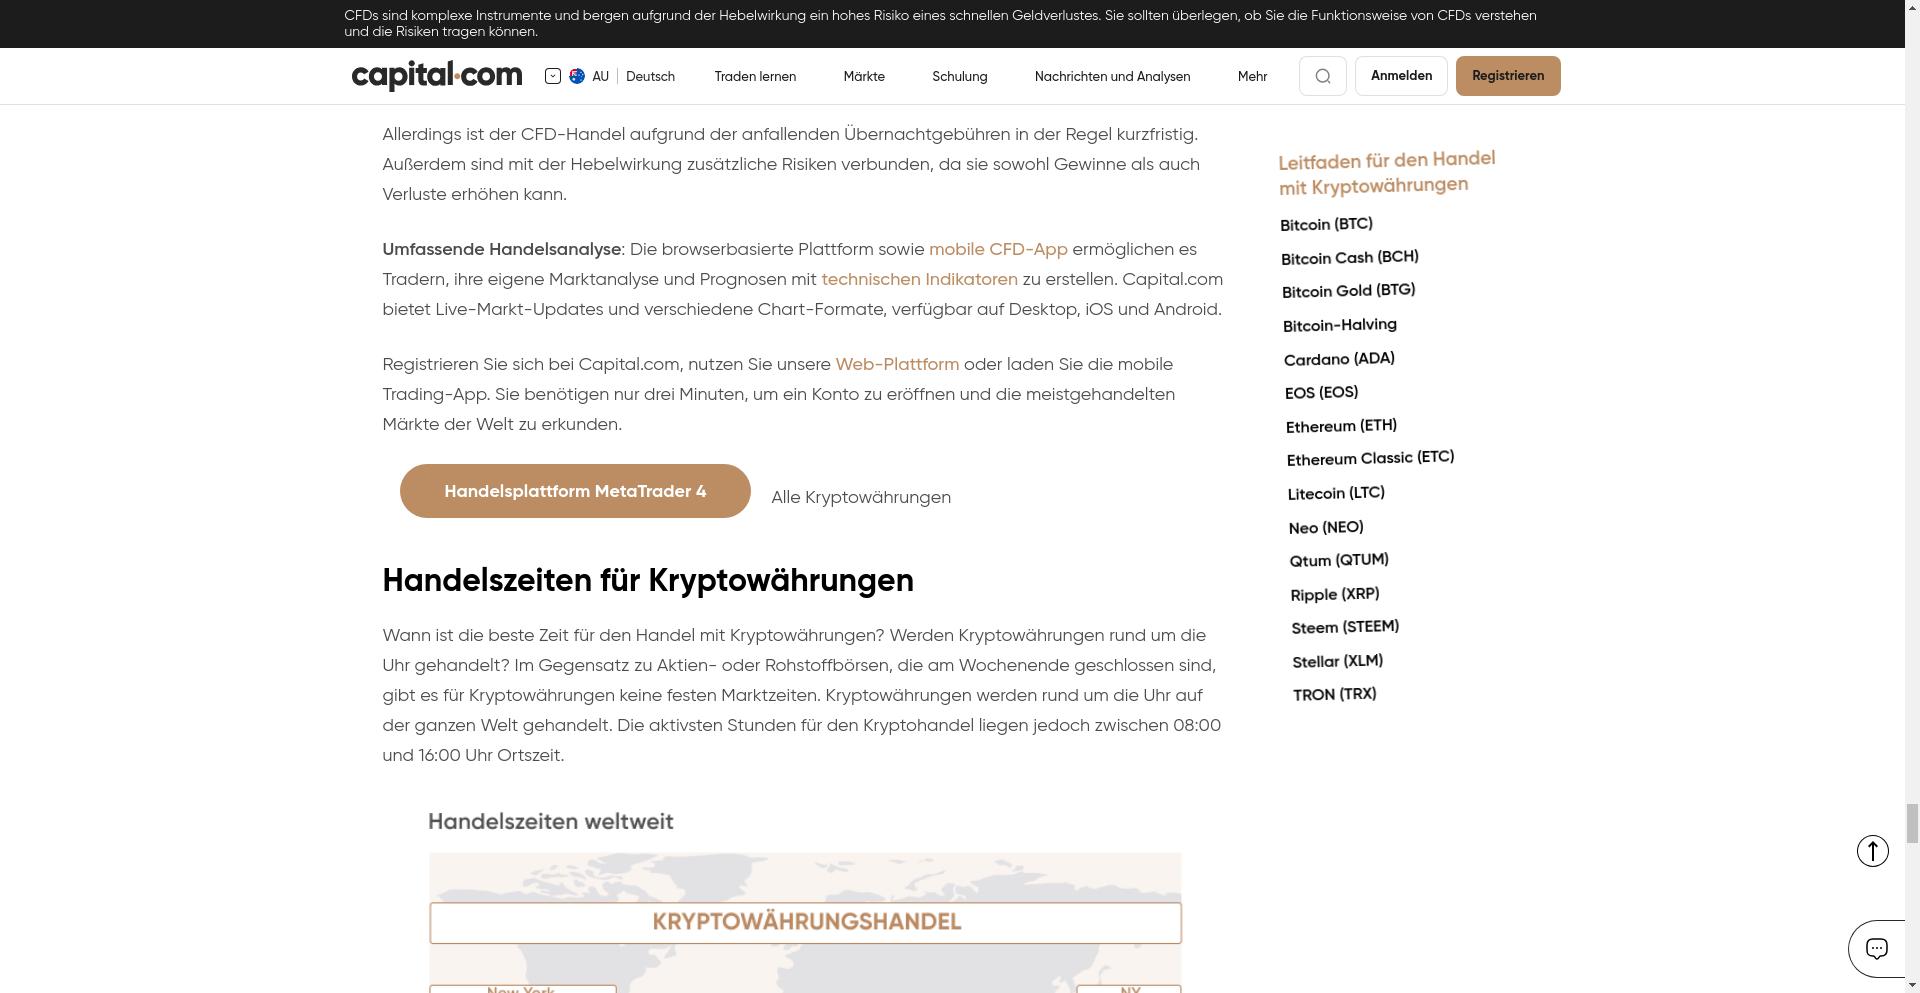 CFDs sind komplexe Instrumente und bergen aufgrund der Hebelwirkung ein hohes Risiko eines schnellen Geldverlustes. Sie sollten überlegen, ob Sie die Funktionsweise von CFDs verstehen
und die Risiken tragen können.
capital.com AU Deutsch Traden lernen Märkte Schulung Nachrichten und Analysen Mehr Anmelden Registrieren
Allerdings ist der CFD-Handel aufgrund der anfallenden Übernachtgebühren in der Regel kurzfristig.
Außerdem sind mit der Hebelwirkung zusätzliche Risiken verbunden, da sie sowohl Gewinne als auch
Verluste erhöhen kann.
Umfassende Handelsanalyse: Die browserbasierte Plattform sowie mobile CFD-App ermöglichen es
Tradern, ihre eigene Marktanalyse und Prognosen mit technischen Indikatoren zu erstellen. Capital.com
bietet Live-Markt-Updates und verschiedene Chart-Formate, verfügbar auf Desktop, iOS und Android.
Registrieren Sie sich bei Capital.com, nutzen Sie unsere Web-Plattform oder laden Sie die mobile
Trading-App. Sie benötigen nur drei Minuten, um ein Konto zu eröffnen und die meistgehandelten
Märkte der Welt zu erkunden.
Handelsplattform MetaTrader 4
Alle Kryptowährungen
Handelszeiten für Kryptowährungen
Wann ist die beste Zeit für den Handel mit Kryptowährungen? Werden Kryptowährungen rund um die
Uhr gehandelt? Im Gegensatz zu Aktien- oder Rohstoffbörsen, die am Wochenende geschlossen sind,
gibt es für Kryptowährungen keine festen Marktzeiten. Kryptowährungen werden rund um die Uhr auf
der ganzen Welt gehandelt. Die aktivsten Stunden für den Kryptohandel liegen jedoch zwischen 08:00
und 16:00 Uhr Ortszeit.
Handelszeiten weltweit
KRYPTOWÄHRUNGSHANDEL
New York
NY
Leitfaden für den Handel
mit Kryptowährungen
Bitcoin (BTC)
Bitcoin Cash (BCH)
Bitcoin Gold (BTG)
Bitcoin-Halving
Cardano (ADA)
EOS (EOS)
Ethereum (ETH)
Ethereum Classic (ETC)
Litecoin (LTC)
Neo (NEO)
Qtum (QTUM)
Ripple (XRP)
Steem (STEEM)
Stellar (XLM)
TRON (TRX)